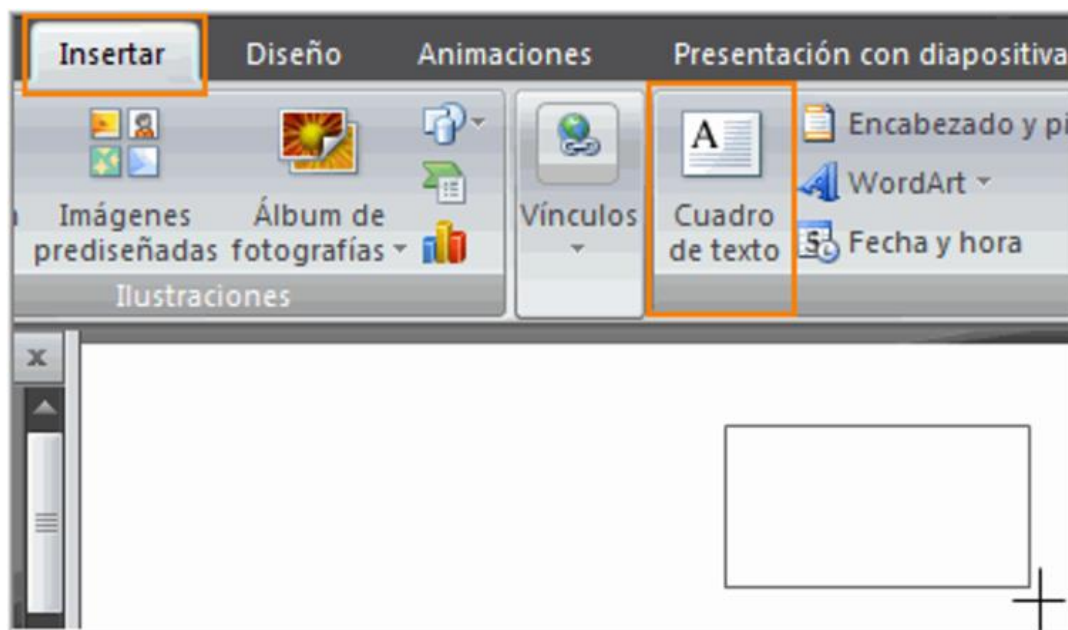 Insertar Diseño Animaciones Presentación con diapositiva
Imágenes prediseñadas
Álbum de fotografías
Vínculos
Cuadro de texto
A
Encabezado y pi
WordArt
5
Fecha y hora
Ilustraciones
x